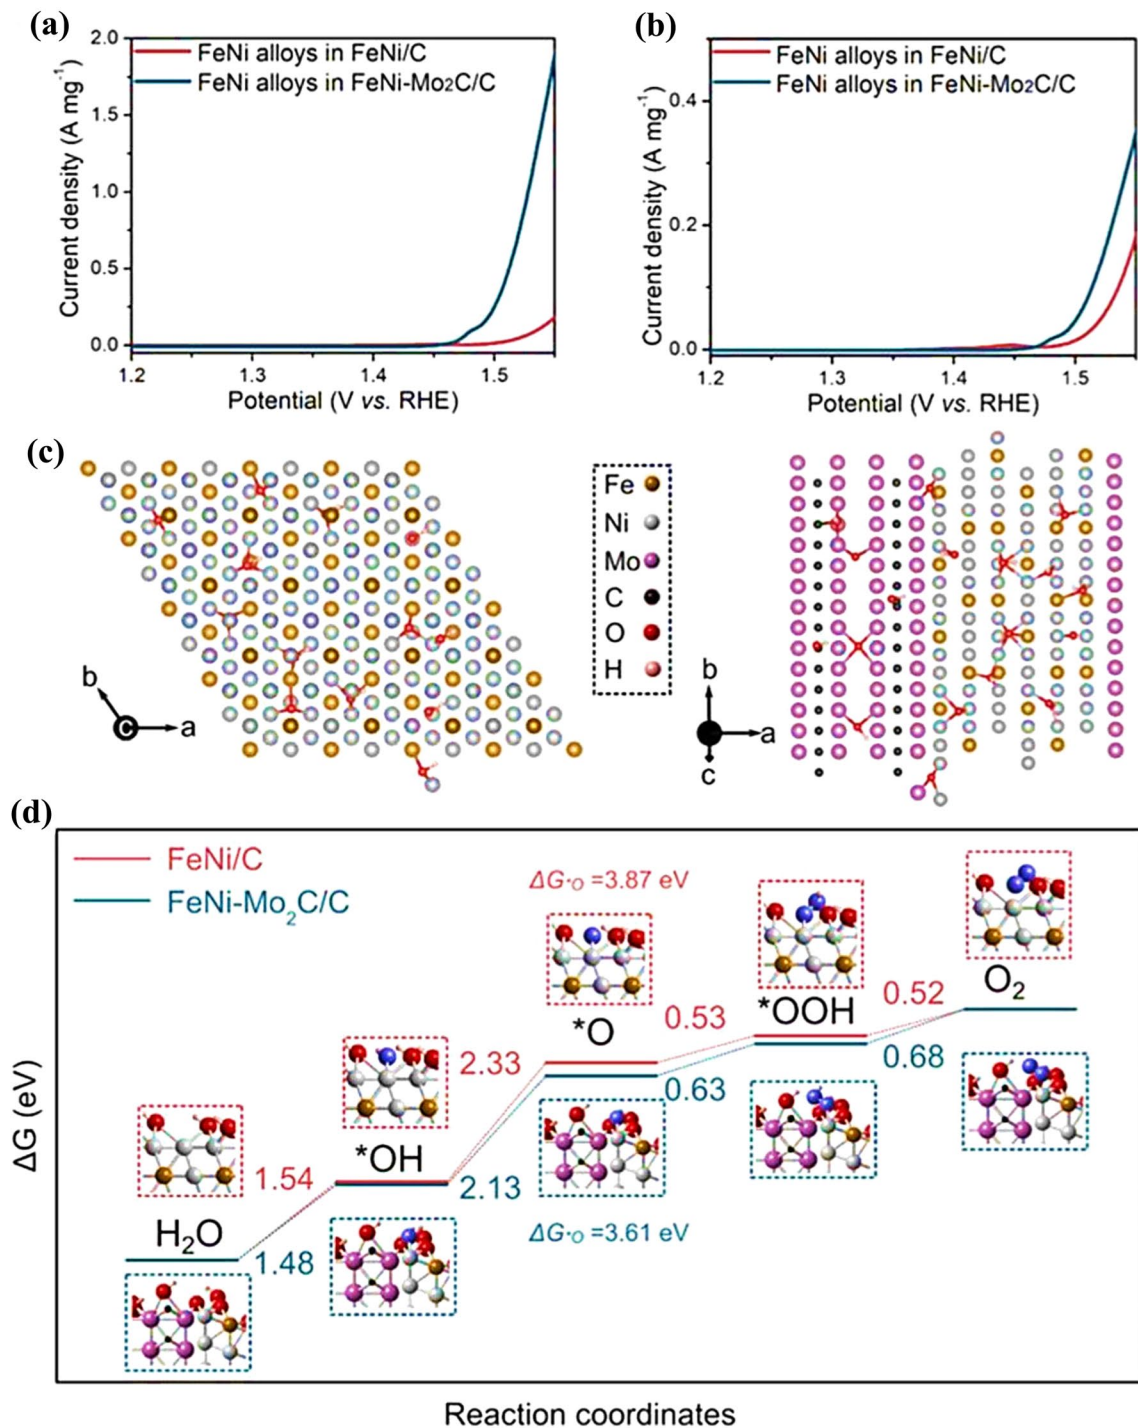 (a)
2.0
1.5
1.0
0.5
0.0
Current density (A mg⁻¹)
FeNi alloys in FeNi/C
FeNi alloys in FeNi-Mo₂C/C
1.2 1.3 1.4 1.5
Potential (V vs. RHE)
(b)
0.4
0.2
0.0
Current density (A mg⁻¹)
FeNi alloys in FeNi/C
FeNi alloys in FeNi-Mo₂C/C
1.2 1.3 1.4 1.5
Potential (V vs. RHE)
(c)
b
a
Fe
Ni
Mo
C
O
H
b
a
c
(d)
FeNi/C
FeNi-Mo₂C/C
ΔG*O =3.87 eV
O₂
0.52
*OOH
0.53
*O
0.68
2.33
0.63
*OH
1.54
2.13
ΔG*O =3.61 eV
H₂O
1.48
ΔG (eV)
Reaction coordinates